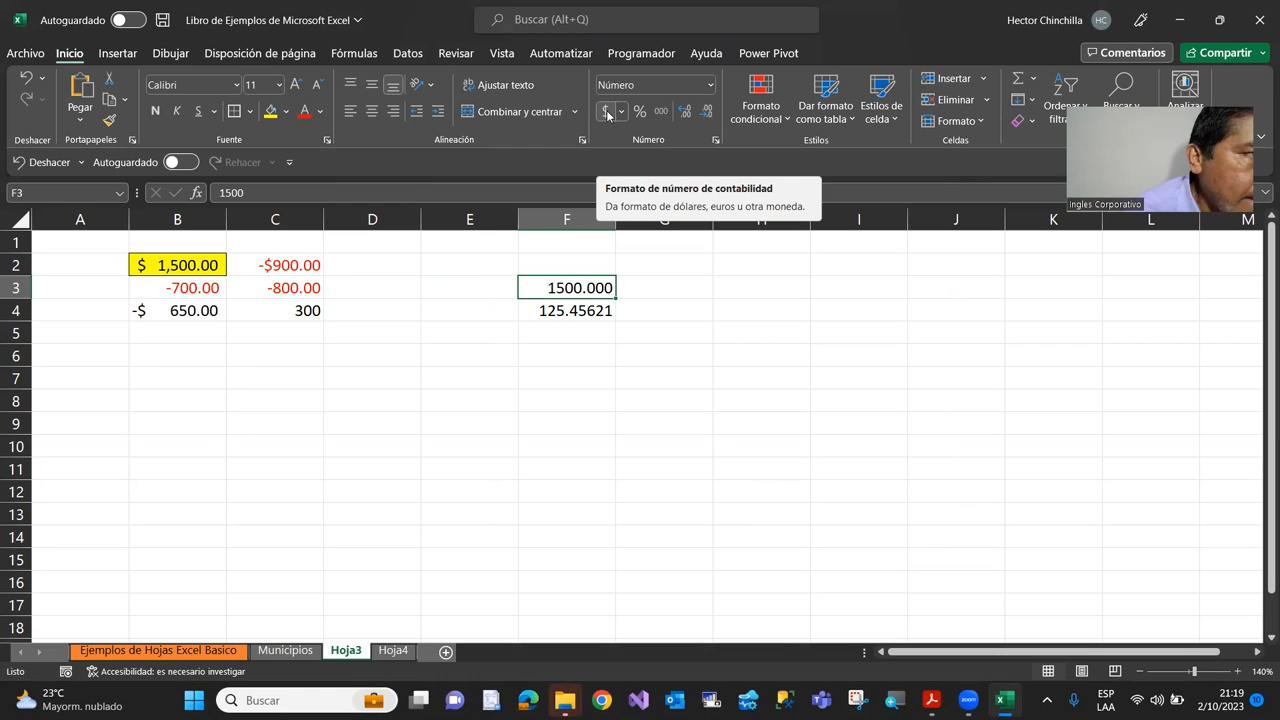 Autoguardado
Libro de Ejemplos de Microsoft Excel
Buscar (Alt+Q)
Hector Chinchilla
HC
Archivo Inicio Insertar Dibujar Disposición de página Fórmulas Datos Revisar Vista Automatizar Programador Ayuda Power Pivot
Comentarios
Compartir
Pegar
Calibri
11
N K S
Ajustar texto
Combinar y centrar
Número
$ % 000
Formato condicional
Dar formato como tabla
Estilos de celda
Insertar
Eliminar
Formato
Ordenar y filtr
Buscar y
Analizar
Deshacer Portapapeles Fuente Alineación Número Estilos Celdas
Deshacer Autoguardado Rehacer
F3
fx
1500
Formato de número de contabilidad
Da formato de dólares, euros u otra moneda.
Ingles Corporativo
A B C D E F G H I J K L M
1
2 $ 1,500.00 -$900.00
3 -700.00 -800.00 1500.000
4 -$ 650.00 300 125.45621
5
6
7
8
9
10
11
12
13
14
15
16
17
18
Ejemplos de Hojas Excel Basico Municipios Hoja3 Hoja4
Listo
Accesibilidad: es necesario investigar
140%
23°C
Mayorm. nublado
Buscar
ESP
LAA
21:19
2/10/2023